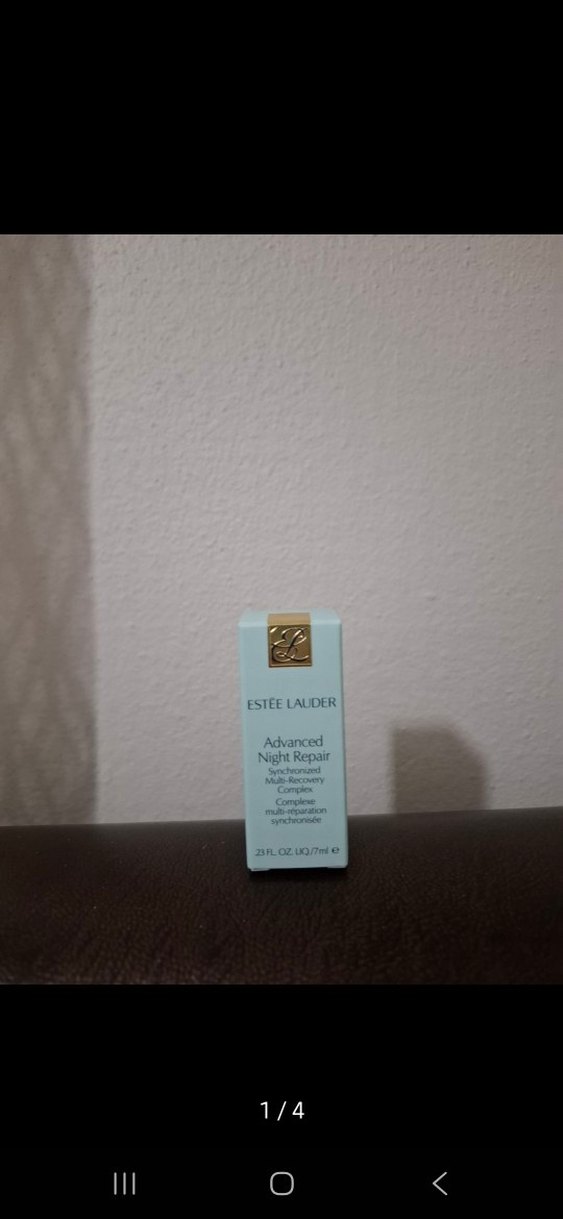 ESTĒE LAUDER
Advanced
Night Repair
Synchronized
Multi-Recovery
Complex
Complexe
multi-réparation
synchronisée
.23 FL. OZ. LIQ./7ml ℮
1 / 4